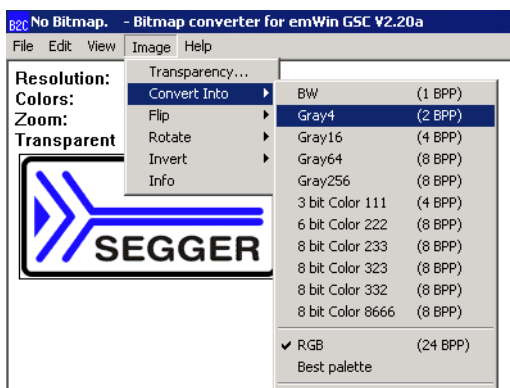 B2C No Bitmap. - Bitmap converter for emWin GSC V2.20a
File Edit View Image Help
Resolution:
Colors:
Zoom:
Transparent
Transparency...
Convert Into
Flip
Rotate
Invert
Info
BW (1 BPP)
Gray4 (2 BPP)
Gray16 (4 BPP)
Gray64 (8 BPP)
Gray256 (8 BPP)
3 bit Color 111 (4 BPP)
6 bit Color 222 (8 BPP)
8 bit Color 233 (8 BPP)
8 bit Color 323 (8 BPP)
8 bit Color 332 (8 BPP)
8 bit Color 8666 (8 BPP)
RGB (24 BPP)
Best palette
SEGGER